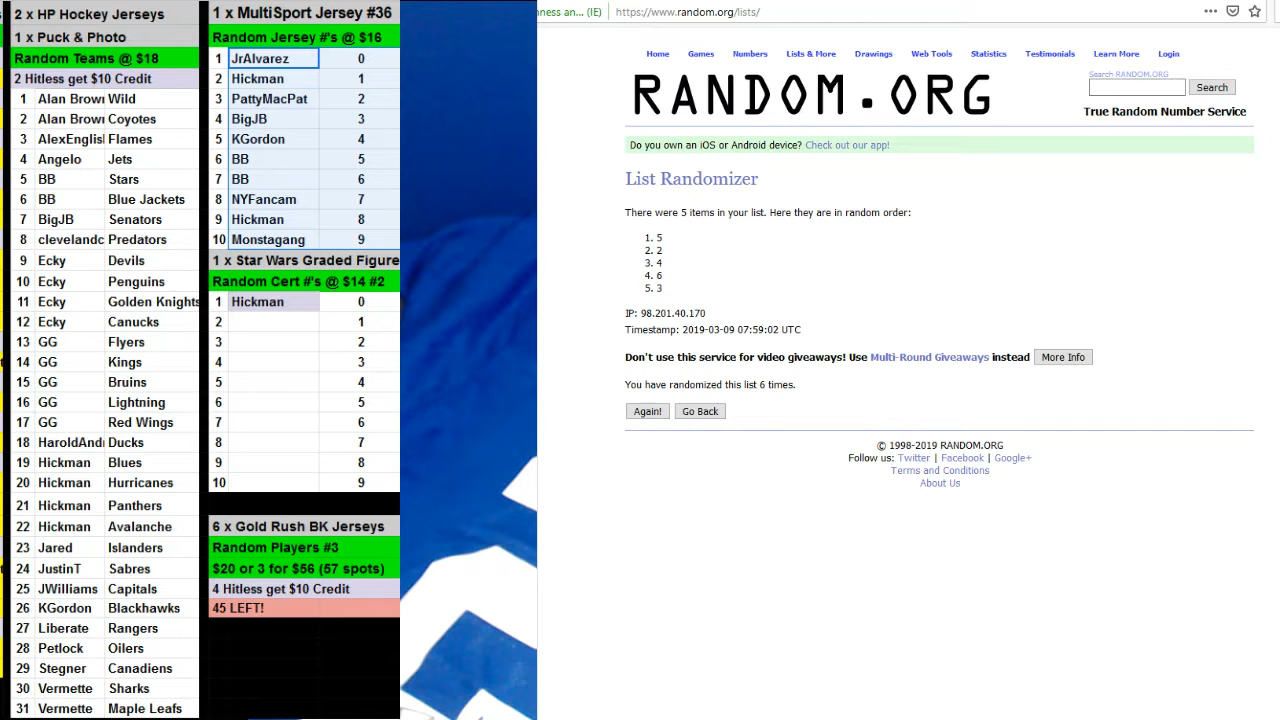 2 x HP Hockey Jerseys
1 x Puck & Photo
Random Teams @ $18
2 Hitless get $10 Credit
1 Alan Brown Wild
2 Alan Brown Coyotes
3 AlexEnglis Flames
4 Angelo Jets
5 BB Stars
6 BB Blue Jackets
7 BigJB Senators
8 clevelandc Predators
9 Ecky Devils
10 Ecky Penguins
11 Ecky Golden Knights
12 Ecky Canucks
13 GG Flyers
14 GG Kings
15 GG Bruins
16 GG Lightning
17 GG Red Wings
18 HaroldAnd Ducks
19 Hickman Blues
20 Hickman Hurricanes
21 Hickman Panthers
22 Hickman Avalanche
23 Jared Islanders
24 JustinT Sabres
25 JWilliams Capitals
26 KGordon Blackhawks
27 Liberate Rangers
28 Petlock Oilers
29 Stegner Canadiens
30 Vermette Sharks
31 Vermette Maple Leafs
1 x MultiSport Jersey #36
Random Jersey #'s @ $16
1 JrAlvarez 0
2 Hickman 1
3 PattyMacPat 2
4 BigJB 3
5 KGordon 4
6 BB 5
7 BB 6
8 NYFancam 7
9 Hickman 8
10 Monstagang 9
1 x Star Wars Graded Figure
Random Cert #'s @ $14 #2
1 Hickman 0
2 1
3 2
4 3
5 4
6 5
7 6
8 7
9 8
10 9
6 x Gold Rush BK Jerseys
Random Players #3
$20 or 3 for $56 (57 spots)
4 Hitless get $10 Credit
45 LEFT!
ness an... (IE) https://www.random.org/lists/
Home Games Numbers Lists & More Drawings Web Tools Statistics Testimonials Learn More Login
RANDOM.ORG
Search RANDOM.ORG
Search
True Random Number Service
Do you own an iOS or Android device? Check out our app!
List Randomizer
There were 5 items in your list. Here they are in random order:
1. 5
2. 2
3. 4
4. 6
5. 3
IP: 98.201.40.170
Timestamp: 2019-03-09 07:59:02 UTC
Don't use this service for video giveaways! Use Multi-Round Giveaways instead More Info
You have randomized this list 6 times.
Again! Go Back
© 1998-2019 RANDOM.ORG
Follow us: Twitter | Facebook | Google+
Terms and Conditions
About Us